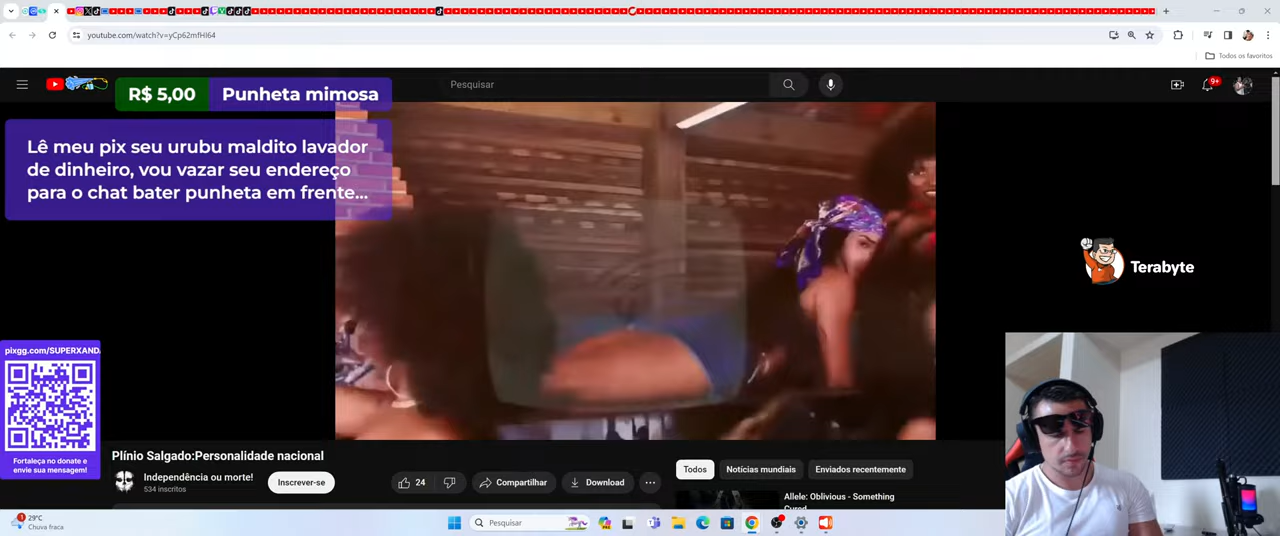 youtube.com/watch?v=yCp62mfHI64
Todos os favoritos
R$ 5,00
Punheta mimosa
Pesquisar
9+
Lê meu pix seu urubu maldito lavador
de dinheiro, vou vazar seu endereço
para o chat bater punheta em frente...
Terabyte
pixgg.com/SUPERXAND
Fortaleça no donate e
envie sua mensagem!
Plínio Salgado:Personalidade nacional
Independência ou morte!
534 inscritos
Inscrever-se
24
Compartilhar
Download
Todos
Notícias mundiais
Enviados recentemente
Allele: Oblivious - Something
Cured
1
29°C
Chuva fraca
Pesquisar